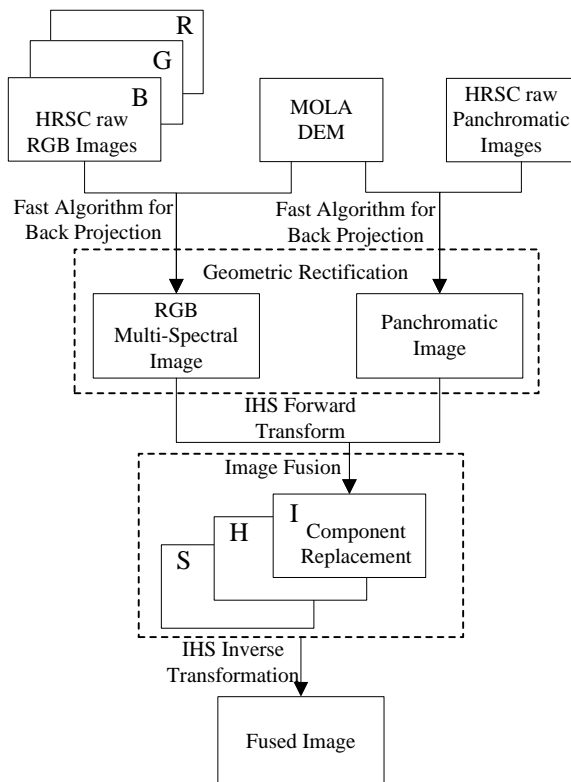 R
G
B
HRSC raw
RGB Images
MOLA
DEM
HRSC raw
Panchromatic
Images
Fast Algorithm for
Back Projection
Fast Algorithm for
Back Projection
Geometric Rectification
RGB
Multi-Spectral
Image
Panchromatic
Image
IHS Forward
Transform
Image Fusion
I
Component
Replacement
H
S
IHS Inverse
Transformation
Fused Image